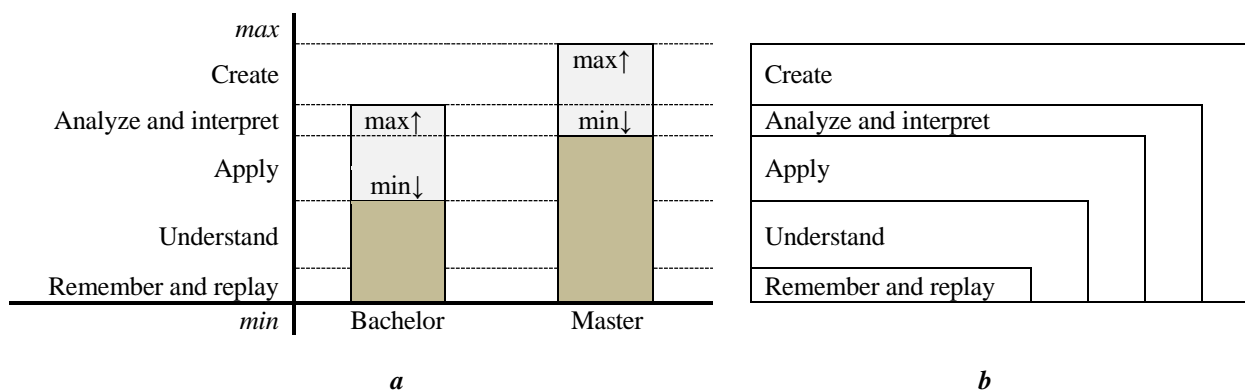 max
Create
Analyze and interpret
Apply
Understand
Remember and replay
min
max↑
min↓
max↑
min↓
Bachelor
Master
a
Create
Analyze and interpret
Apply
Understand
Remember and replay
b